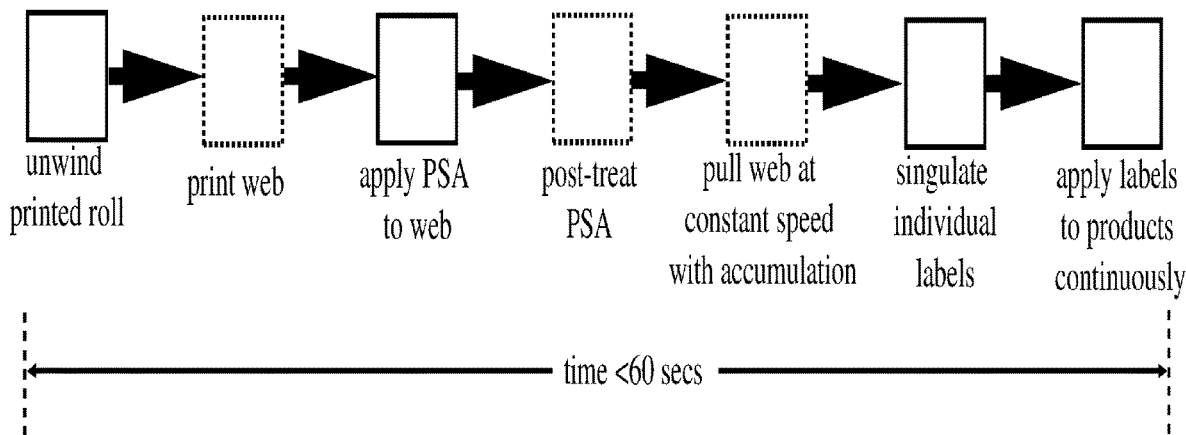 unwind
printed roll
print web
apply PSA
to web
post-treat
PSA
pull web at
constant speed
with accumulation
singulate
individual
labels
apply labels
to products
continuously
time <60 secs